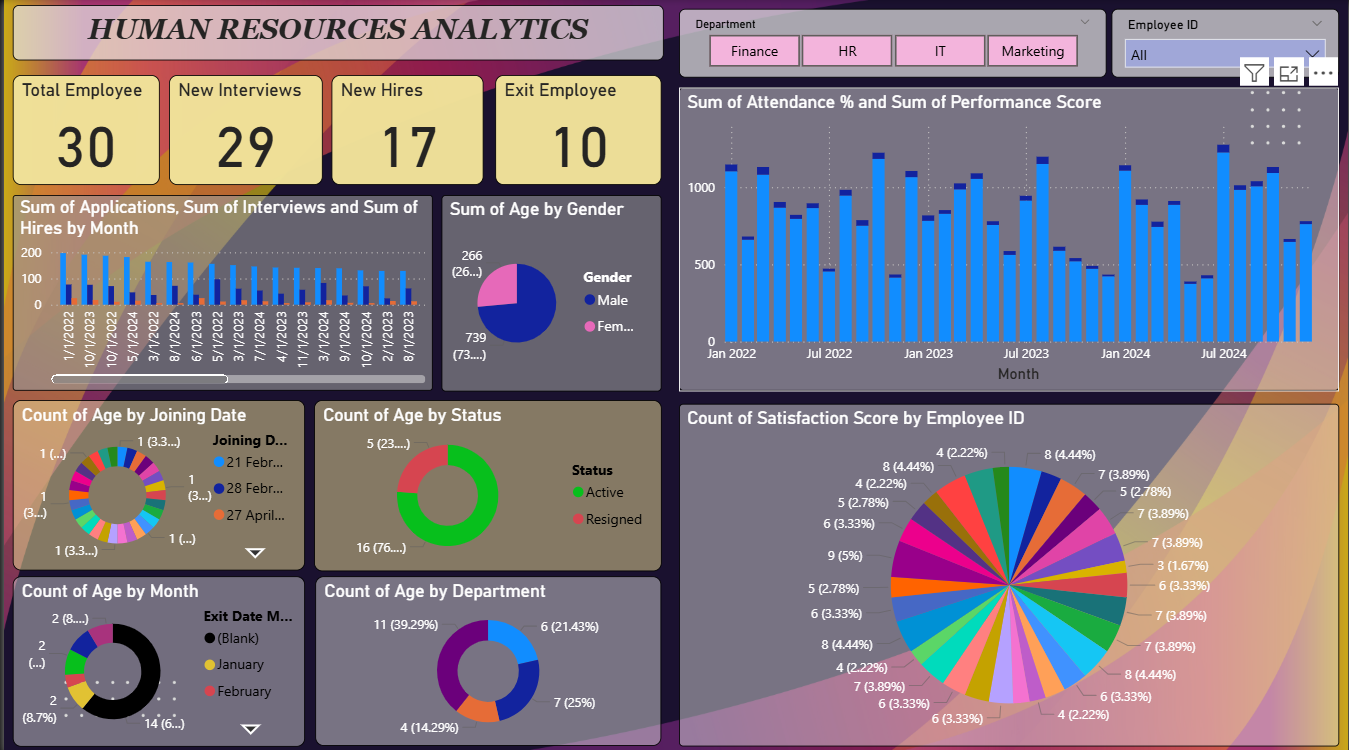 HUMAN RESOURCES ANALYTICS
Department
Finance
HR
IT
Marketing
Employee ID
All
Total Employee
30
New Interviews
29
New Hires
17
Exit Employee
10
Sum of Applications, Sum of Interviews and Sum of
Hires by Month
200
100
0
1/1/2022
10/1/2023
10/1/2022
5/1/2024
3/1/2022
8/1/2024
6/1/2023
5/1/2022
3/1/2023
7/1/2024
4/1/2023
11/1/2023
3/1/2024
9/1/2024
10/1/2024
2/1/2023
8/1/2023
Sum of Age by Gender
266
(26...)
739
(73....)
Gender
Male
Fem...
Sum of Attendance % and Sum of Performance Score
1000
500
0
Jan 2022
Jul 2022
Jan 2023
Jul 2023
Jan 2024
Jul 2024
Month
Count of Age by Joining Date
1 (3.3...)
1 (...)
1
(3...)
1
(3...)
1 (...)
1 (3.3...)
Joining D...
21 Febr...
28 Febr...
27 April...
Count of Age by Status
5 (23....)
16 (76....)
Status
Active
Resigned
Count of Age by Month
2 (8....)
2
(...)
2
(8.7%)
14 (6...)
Exit Date M...
(Blank)
January
February
Count of Age by Department
11 (39.29%)
6 (21.43%)
7 (25%)
4 (14.29%)
Count of Satisfaction Score by Employee ID
4 (2.22%)
8 (4.44%)
8 (4.44%)
7 (3.89%)
4 (2.22%)
5 (2.78%)
5 (2.78%)
7 (3.89%)
6 (3.33%)
7 (3.89%)
9 (5%)
3 (1.67%)
6 (3.33%)
5 (2.78%)
6 (3.33%)
7 (3.89%)
8 (4.44%)
7 (3.89%)
4 (2.22%)
8 (4.44%)
7 (3.89%)
6 (3.33%)
6 (3.33%)
6 (3.33%)
4 (2.22%)